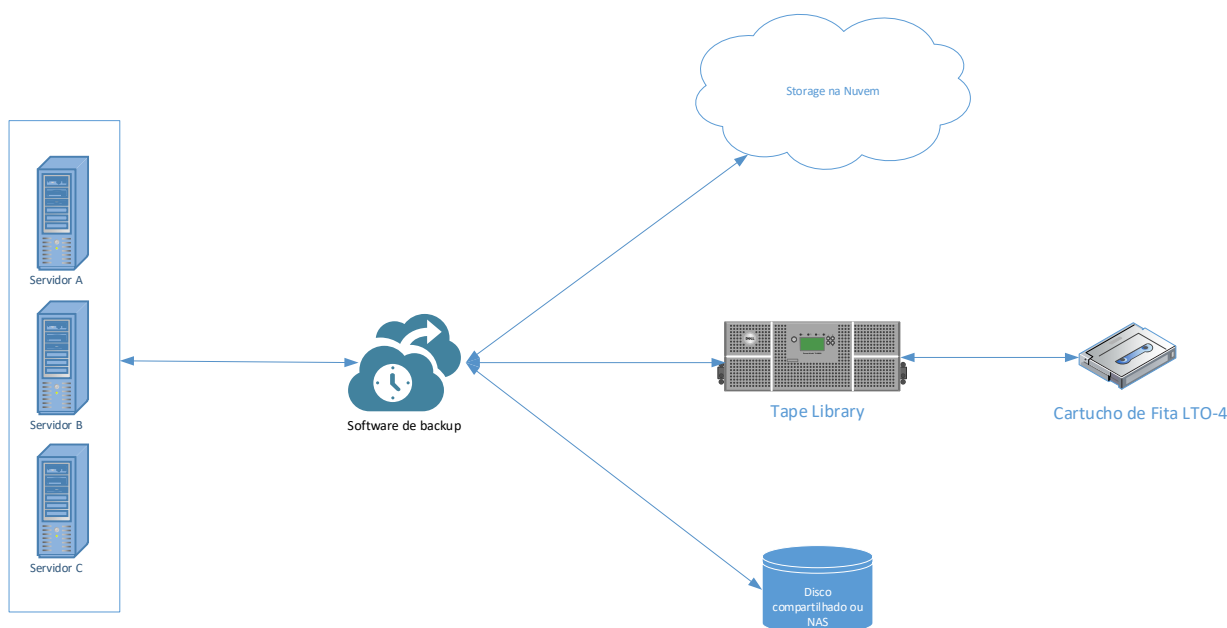 Storage na Nuvem
Servidor A
Servidor B
Servidor C
Software de backup
DELL
Tape Library
Cartucho de Fita LTO-4
Disco
compartilhado ou
NAS